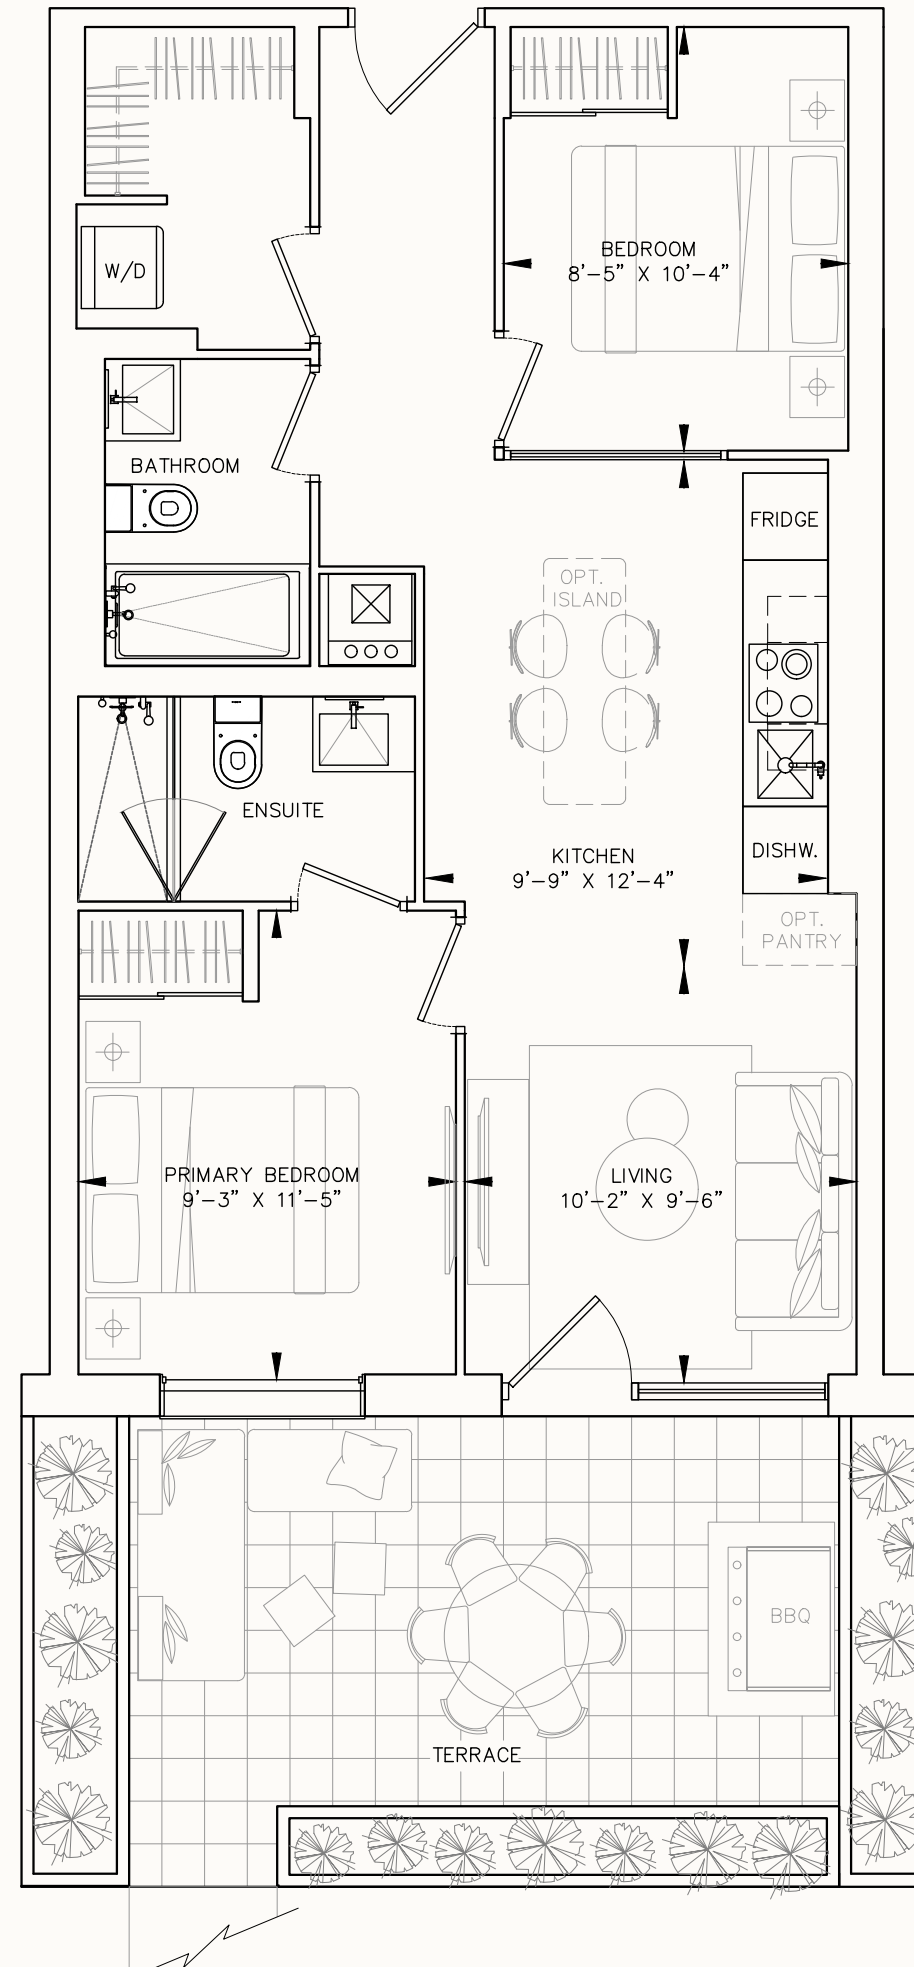 W/D
BEDROOM
8'-5" X 10'-4"
BATHROOM
FRIDGE
OPT.
ISLAND
ENSUITE
KITCHEN
9'-9" X 12'-4"
DISHW.
OPT.
PANTRY
PRIMARY BEDROOM
9'-3" X 11'-5"
LIVING
10'-2" X 9'-6"
BBQ
TERRACE